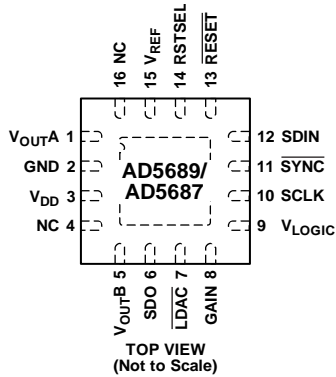 16 NC
15 VREF
14 RSTSEL
13 RESET
VOUTA 1
GND 2
VDD 3
NC 4
AD5689/
AD5687
12 SDIN
11 SYNC
10 SCLK
9 VLOGIC
VOUTB 5
SDO 6
LDAC 7
GAIN 8
TOP VIEW
(Not to Scale)